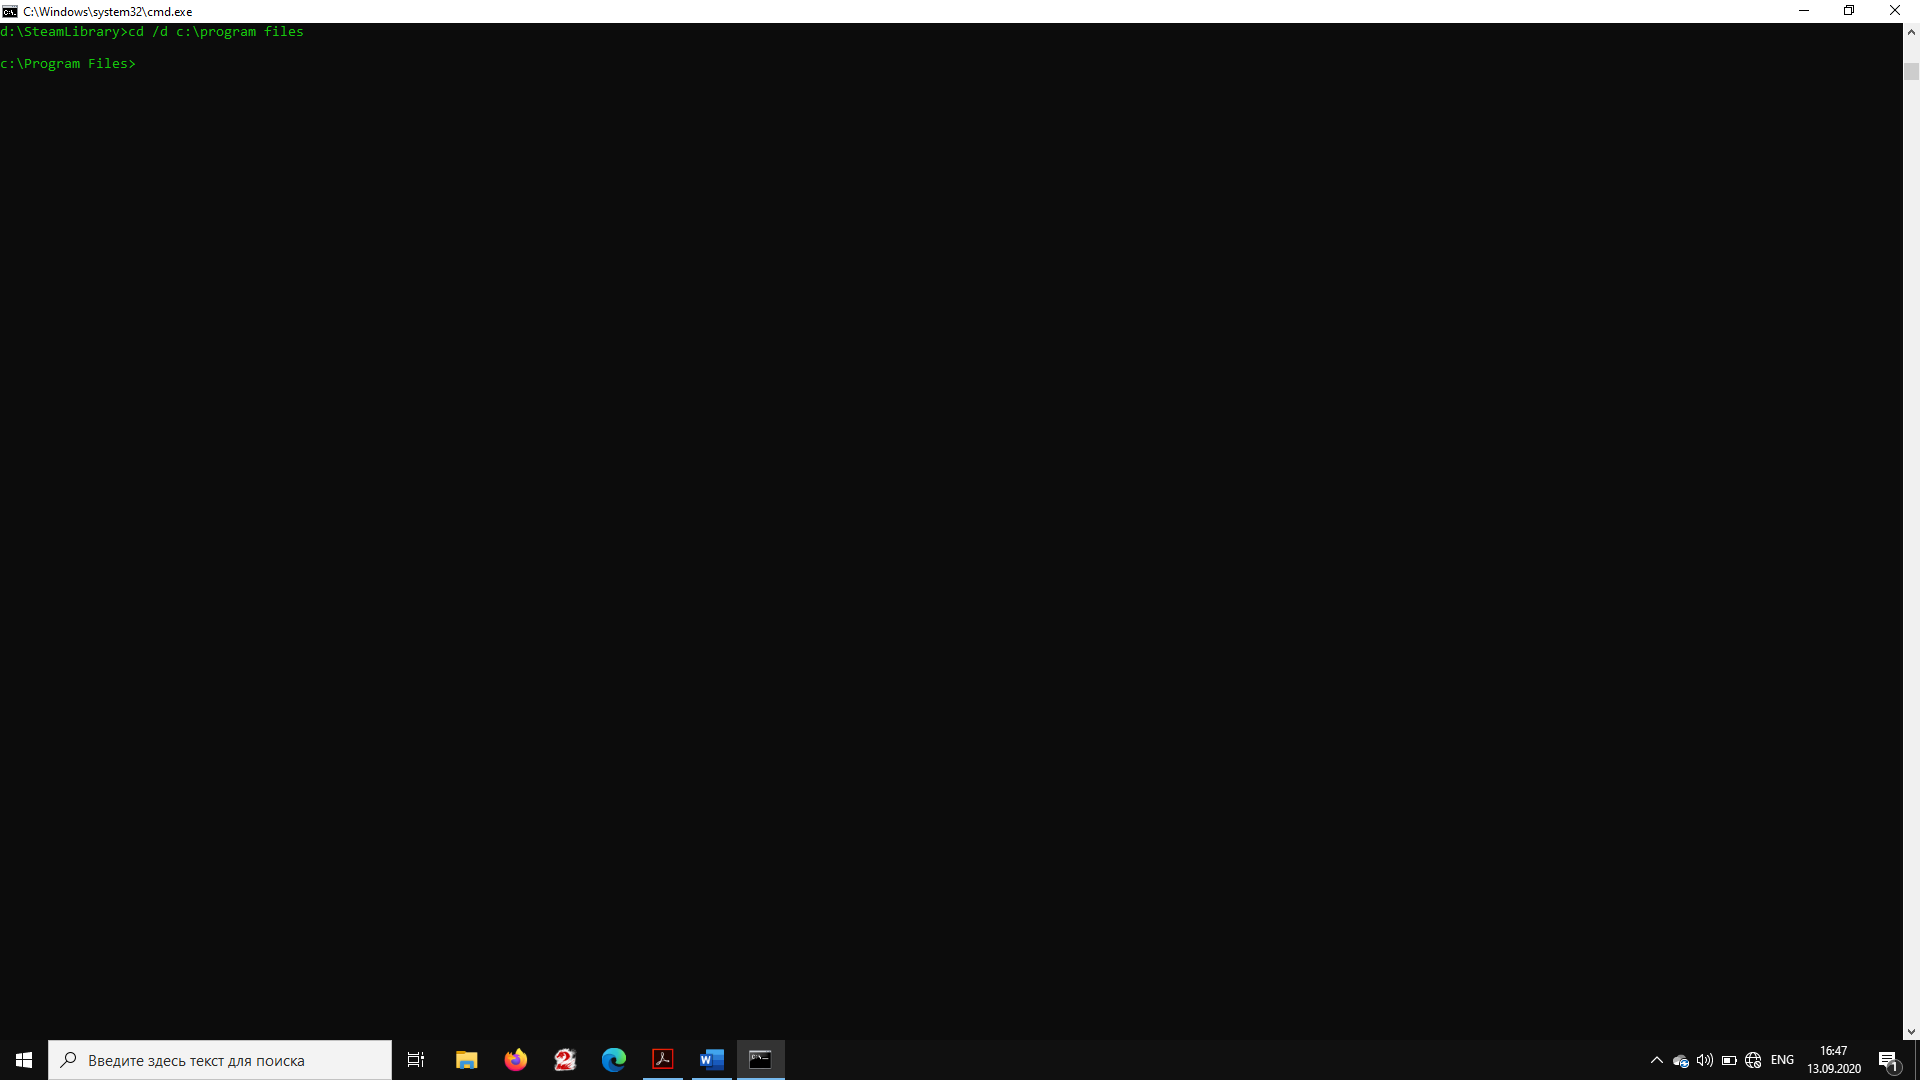 C:\Windows\system32\cmd.exe
d:\SteamLibrary>cd /d c:\program files
c:\Program Files>
Введите здесь текст для поиска
ENG
16:47
13.09.2020
1